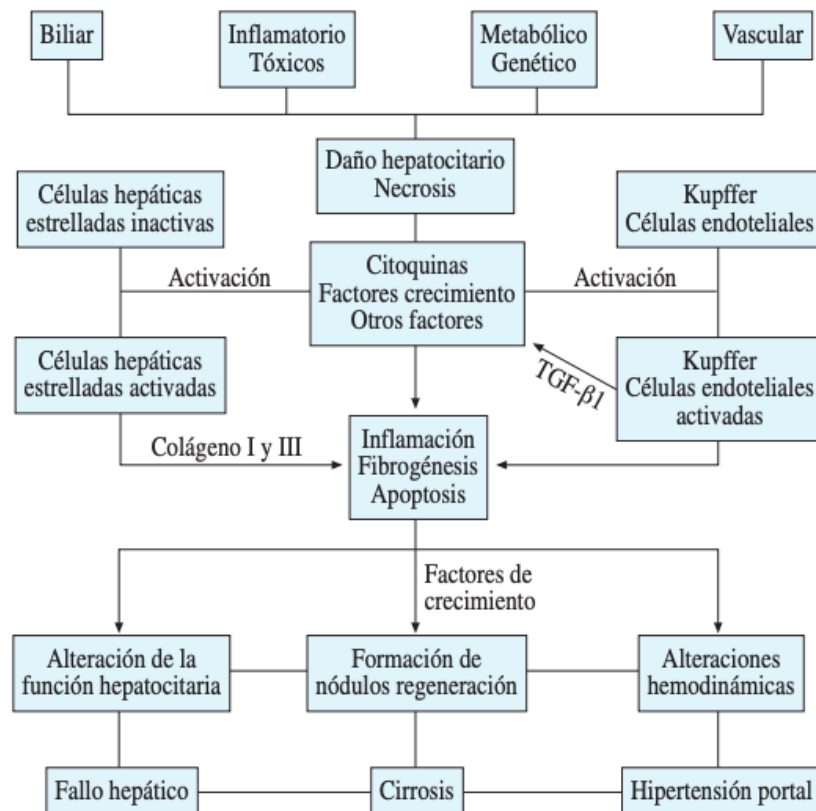 Biliar
Inflamatorio
Tóxicos
Metabólico
Genético
Vascular
Daño hepatocitario
Necrosis
Células hepáticas
estrelladas inactivas
Kupffer
Células endoteliales
Activación
Citoquinas
Factores crecimiento
Otros factores
Activación
Células hepáticas
estrelladas activadas
TGF-β1
Kupffer
Células endoteliales
activadas
Colágeno I y III
Inflamación
Fibrogénesis
Apoptosis
Factores de
crecimiento
Alteración de la
función hepatocitaria
Formación de
nódulos regeneración
Alteraciones
hemodinámicas
Fallo hepático
Cirrosis
Hipertensión portal